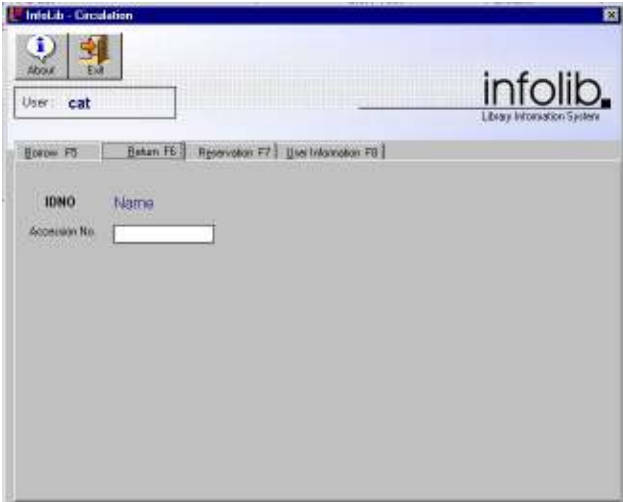 InfoLib - Circulation
About Exit
User: cat
infolib.
Library Information System
Borrow F5 Return F6 Reservation F7 User Information F8
IDNO Name
Accession No.